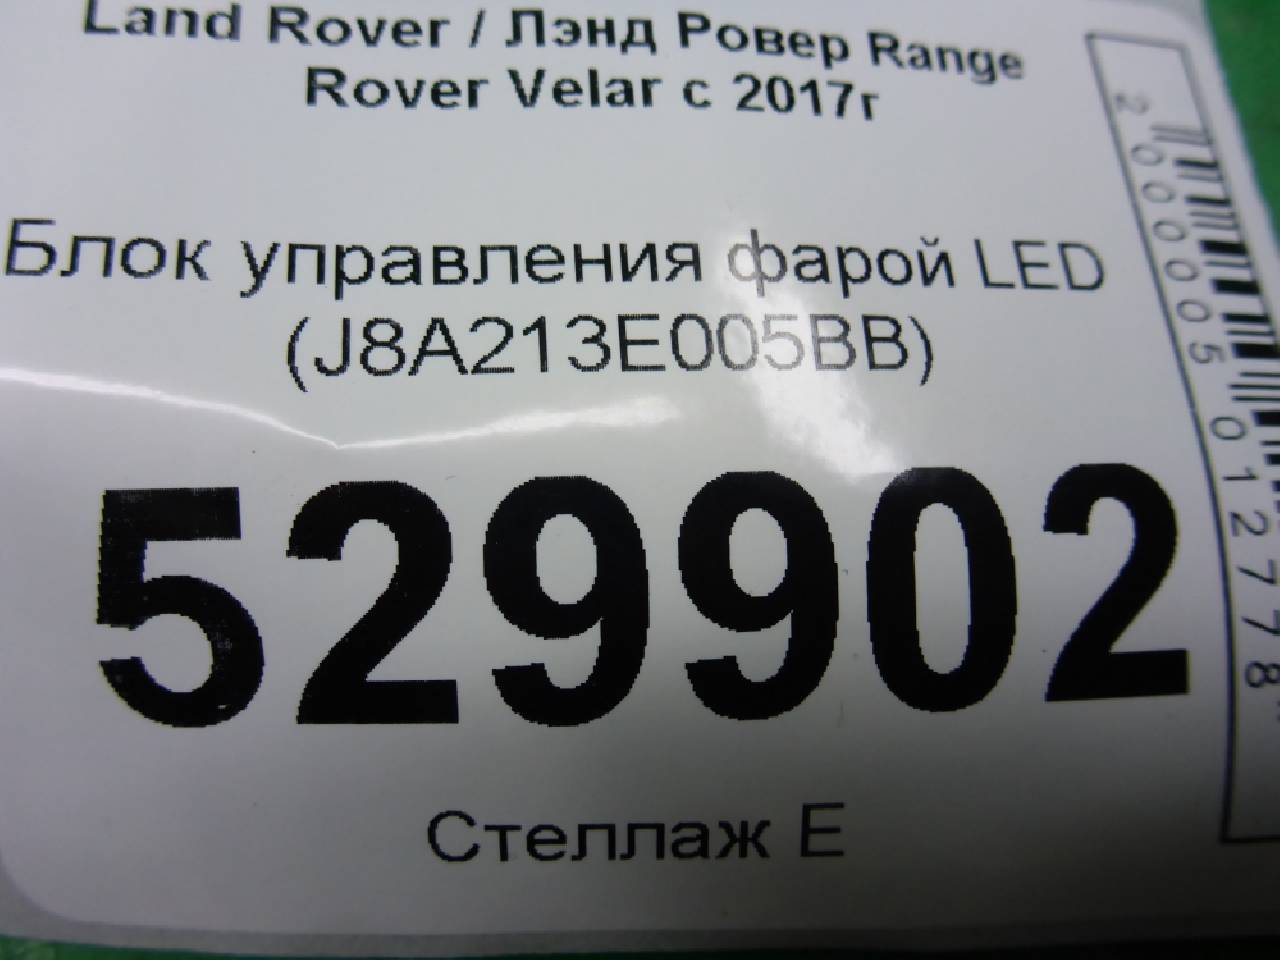 Land Rover / Лэнд Ровер Range
Rover Velar с 2017г
Блок управления фарой LED
(J8A213E005BB)
529902
Стеллаж Е
2000005012778